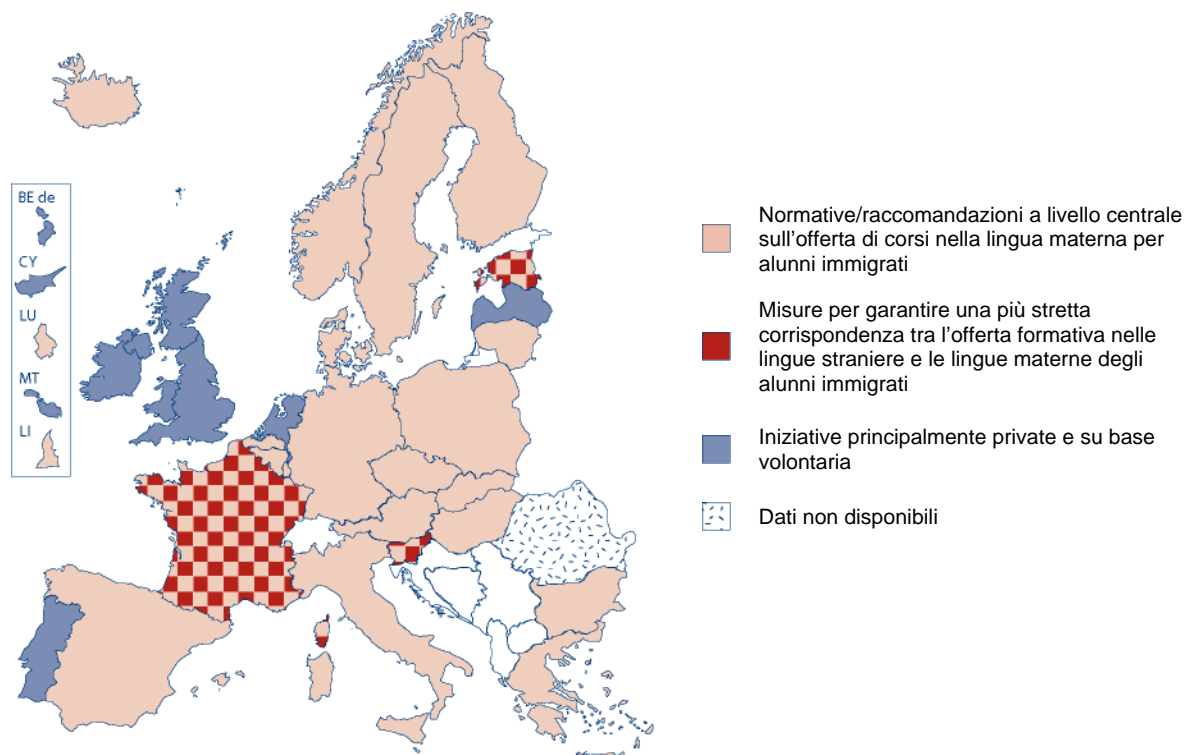 BE de
CY
LU
MT
LI
Normative/raccomandazioni a livello centrale
sull’offerta di corsi nella lingua materna per
alunni immigrati
Misure per garantire una più stretta
corrispondenza tra l’offerta formativa nelle
lingue straniere e le lingue materne degli
alunni immigrati
Iniziative principalmente private e su base
volontaria
Dati non disponibili